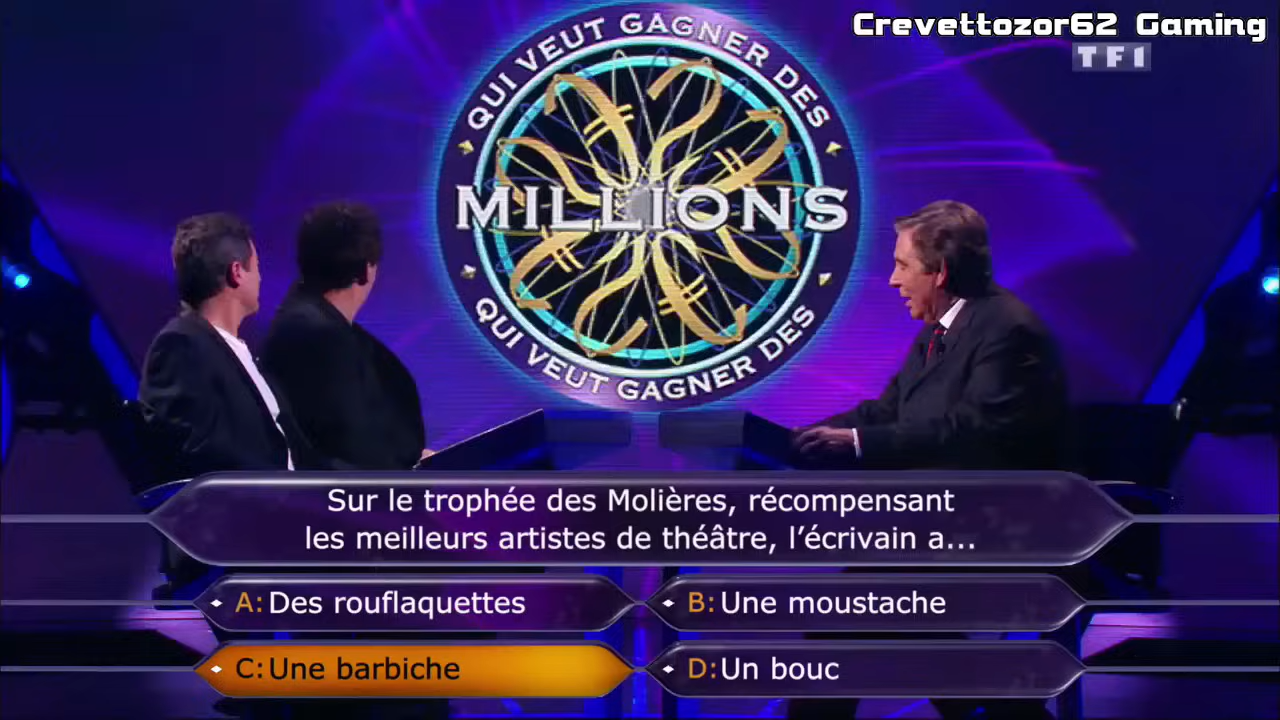 Crevettozor62 Gaming
TF1
QUI VEUT GAGNER DES
MILLIONS
QUI VEUT GAGNER DES
Sur le trophée des Molières, récompensant
les meilleurs artistes de théâtre, l’écrivain a...
A: Des rouflaquettes
B: Une moustache
C: Une barbiche
D: Un bouc